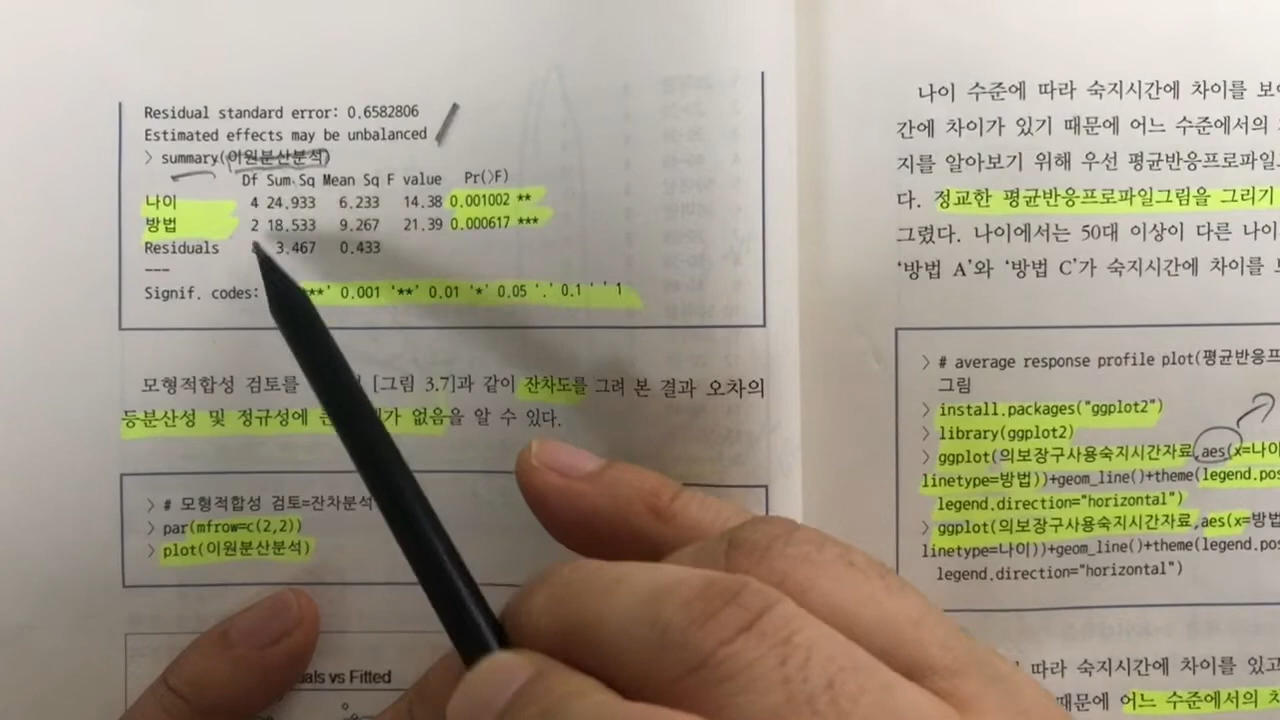 Residual standard error: 0.6582806
Estimated effects may be unbalanced
> summary(이원분산분석)
Df Sum Sq Mean Sq F value Pr(>F)
나이 4 24.933 6.233 14.38 0.001002 **
방법 2 18.533 9.267 21.39 0.000617 ***
Residuals 3.467 0.433
---
Signif. codes: **' 0.001 '**' 0.01 '*' 0.05 '.' 0.1 ' ' 1
모형적합성 검토를 [그림 3.7]과 같이 잔차도를 그려 본 결과 오차의
등분산성 및 정규성에 없음을 알 수 있다.
> # 모형적합성 검토=잔차분석
> par(mfrow=c(2,2))
> plot(이원분산분석)
vs Fitted
나이 수준에 따라 숙지시간에 차이를
간에 차이가 있기 때문에 어느 수준에서의
지를 알아보기 위해 우선 평균반응프로파일
다. 정교한 평균반응프로파일그림을 그리기
그렸다. 나이에서는 50대 이상이 다른
'방법 A'와 '방법 C'가 숙지시간에 차이를
> # average response profile plot(평균반응
그림
> install.packages("ggplot2")
> library(ggplot2)
> ggplot(의보장구사용숙지시간자료,aes(x=나이
linetype=방법))+geom_line()+theme(legend.pos
legend.direction="horizontal")
> ggplot(의보장구사용숙지시간자료,aes(x=방법
linetype=나이))+geom_line()+theme(legend.pos
legend.direction="horizontal")
따라 숙지시간에 차이를 있고
때문에 어느 수준에서의